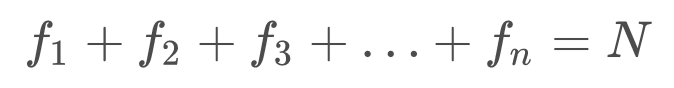 f₁ + f₂ + f₃ + … + fₙ = N